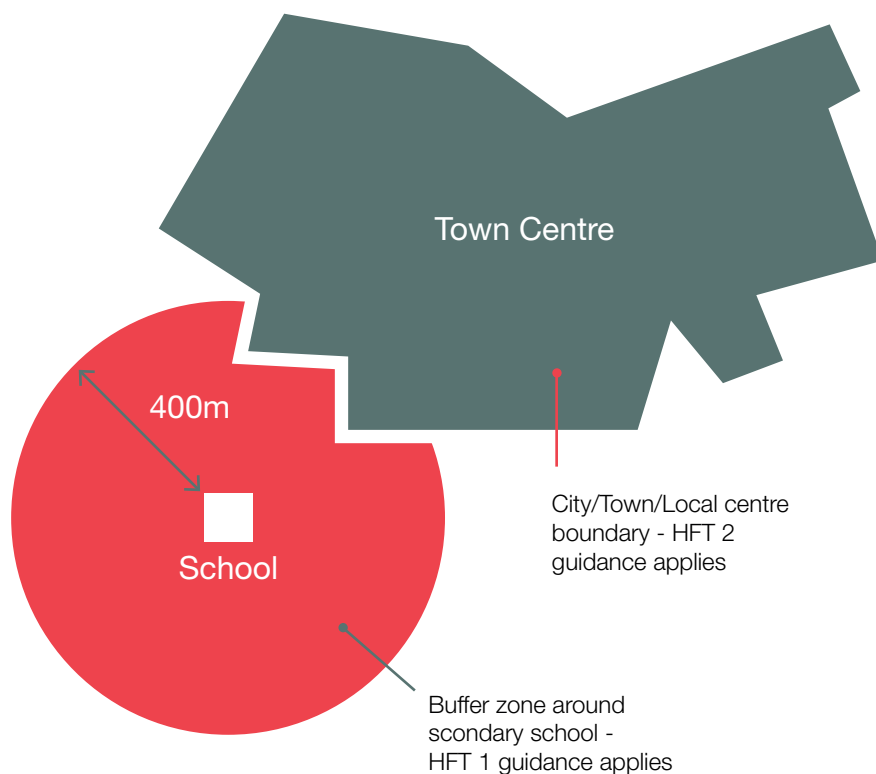 Town Centre
400m
School
City/Town/Local centre
boundary - HFT 2
guidance applies
Buffer zone around
scondary school -
HFT 1 guidance applies